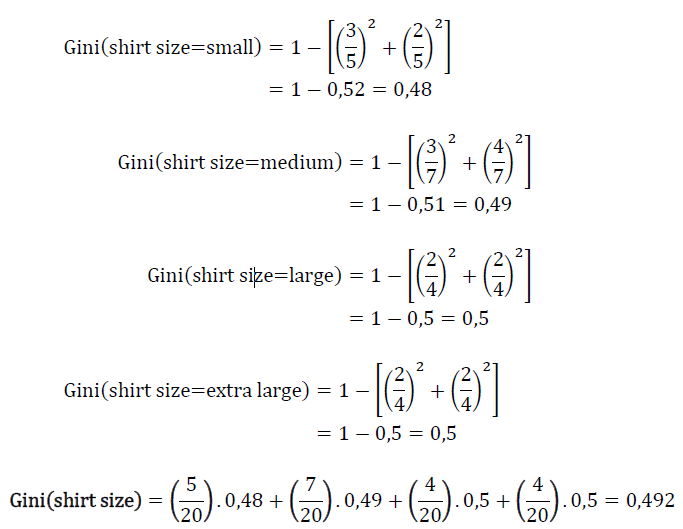 Gini(shirt size=small) = 1 − [(3/5)² + (2/5)²]
= 1 − 0,52 = 0,48
Gini(shirt size=medium) = 1 − [(3/7)² + (4/7)²]
= 1 − 0,51 = 0,49
Gini(shirt size=large) = 1 − [(2/4)² + (2/4)²]
= 1 − 0,5 = 0,5
Gini(shirt size=extra large) = 1 − [(2/4)² + (2/4)²]
= 1 − 0,5 = 0,5
Gini(shirt size) = (5/20) . 0,48 + (7/20) . 0,49 + (4/20) . 0,5 + (4/20) . 0,5 = 0,492